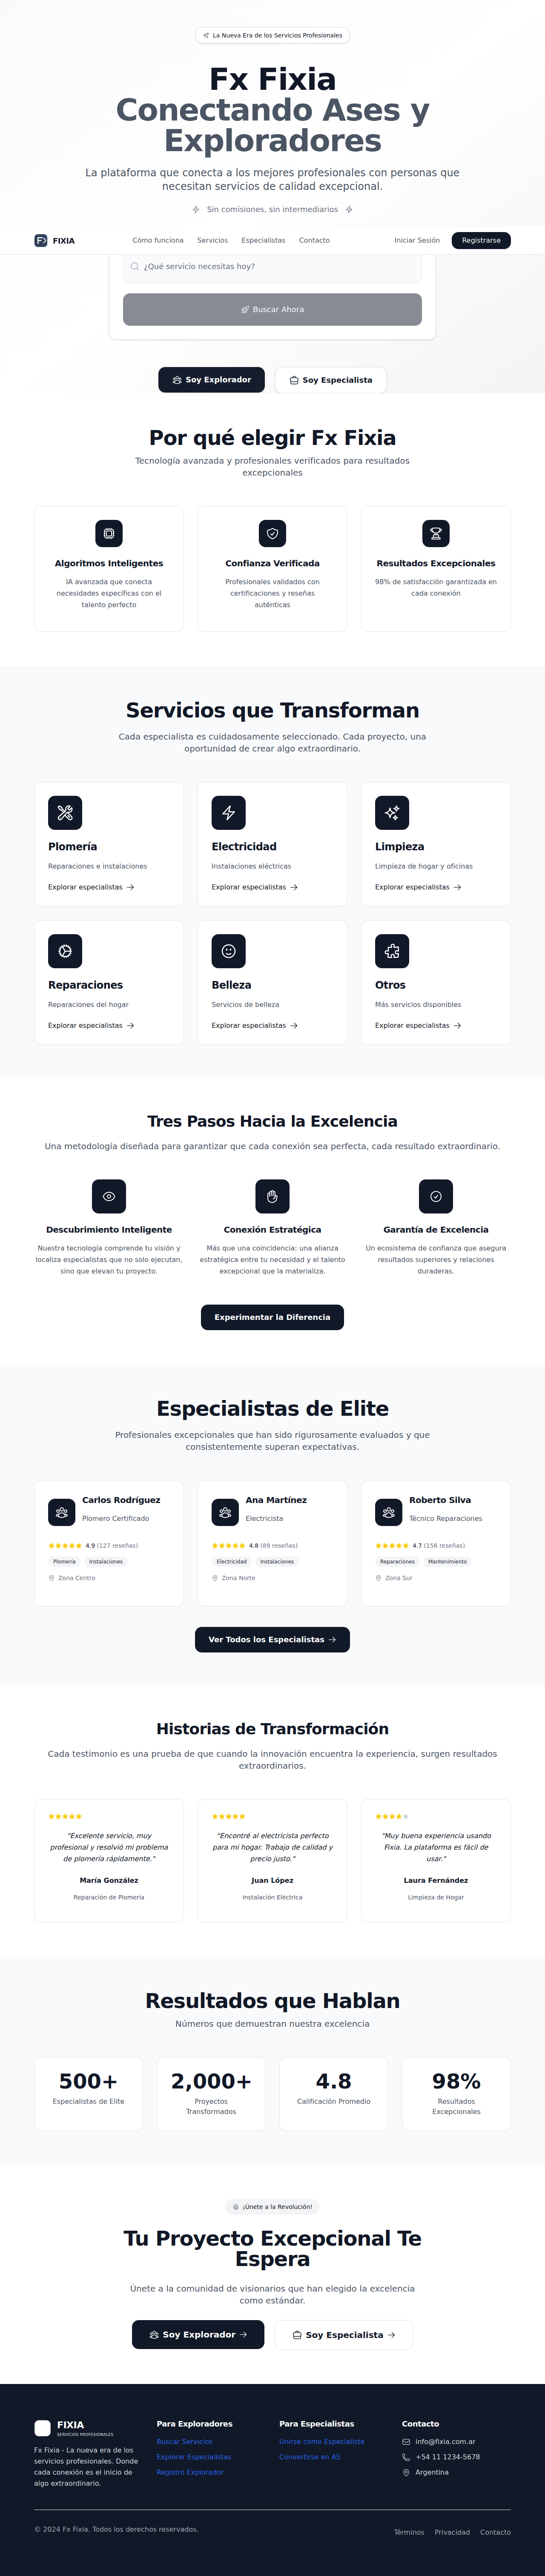 La Nueva Era de los Servicios Profesionales
Fx Fixia
Conectando Ases y
Exploradores
La plataforma que conecta a los mejores profesionales con personas que
necesitan servicios de calidad excepcional.
Sin comisiones, sin intermediarios
FIXIA
Cómo funciona Servicios Especialistas Contacto
Iniciar Sesión Registrarse
¿Qué servicio necesitas hoy?
Buscar Ahora
Soy Explorador Soy Especialista
Por qué elegir Fx Fixia
Tecnología avanzada y profesionales verificados para resultados
excepcionales
Algoritmos Inteligentes
IA avanzada que conecta
necesidades específicas con el
talento perfecto
Confianza Verificada
Profesionales validados con
certificaciones y reseñas
auténticas
Resultados Excepcionales
98% de satisfacción garantizada en
cada conexión
Servicios que Transforman
Cada especialista es cuidadosamente seleccionado. Cada proyecto, una
oportunidad de crear algo extraordinario.
Plomería
Reparaciones e instalaciones
Explorar especialistas
Electricidad
Instalaciones eléctricas
Explorar especialistas
Limpieza
Limpieza de hogar y oficinas
Explorar especialistas
Reparaciones
Reparaciones del hogar
Explorar especialistas
Belleza
Servicios de belleza
Explorar especialistas
Otros
Más servicios disponibles
Explorar especialistas
Tres Pasos Hacia la Excelencia
Una metodología diseñada para garantizar que cada conexión sea perfecta, cada resultado extraordinario.
Descubrimiento Inteligente
Nuestra tecnología comprende tu visión y
localiza especialistas que no solo ejecutan,
sino que elevan tu proyecto.
Conexión Estratégica
Más que una coincidencia: una alianza
estratégica entre tu necesidad y el talento
excepcional que la materializa.
Garantía de Excelencia
Un ecosistema de confianza que asegura
resultados superiores y relaciones
duraderas.
Experimentar la Diferencia
Especialistas de Elite
Profesionales excepcionales que han sido rigurosamente evaluados y que
consistentemente superan expectativas.
Carlos Rodríguez
Plomero Certificado
4.9 (127 reseñas)
Plomería Instalaciones
Zona Centro
Ana Martínez
Electricista
4.8 (89 reseñas)
Electricidad Instalaciones
Zona Norte
Roberto Silva
Técnico Reparaciones
4.7 (156 reseñas)
Reparaciones Mantenimiento
Zona Sur
Ver Todos los Especialistas
Historias de Transformación
Cada testimonio es una prueba de que cuando la innovación encuentra la experiencia, surgen resultados
extraordinarios.
"Excelente servicio, muy
profesional y resolvió mi problema
de plomería rápidamente."
María González
Reparación de Plomería
"Encontré al electricista perfecto
para mi hogar. Trabajo de calidad y
precio justo."
Juan López
Instalación Eléctrica
"Muy buena experiencia usando
Fixia. La plataforma es fácil de
usar."
Laura Fernández
Limpieza de Hogar
Resultados que Hablan
Números que demuestran nuestra excelencia
500+
Especialistas de Elite
2,000+
Proyectos
Transformados
4.8
Calificación Promedio
98%
Resultados
Excepcionales
¡Únete a la Revolución!
Tu Proyecto Excepcional Te
Espera
Únete a la comunidad de visionarios que han elegido la excelencia
como estándar.
Soy Explorador Soy Especialista
FIXIA
SERVICIOS PROFESIONALES
Fx Fixia - La nueva era de los
servicios profesionales. Donde
cada conexión es el inicio de
algo extraordinario.
Para Exploradores
Buscar Servicios
Explorar Especialistas
Registro Explorador
Para Especialistas
Unirse como Especialista
Convertirse en AS
Contacto
info@fixia.com.ar
+54 11 1234-5678
Argentina
© 2024 Fx Fixia. Todos los derechos reservados.
Términos Privacidad Contacto